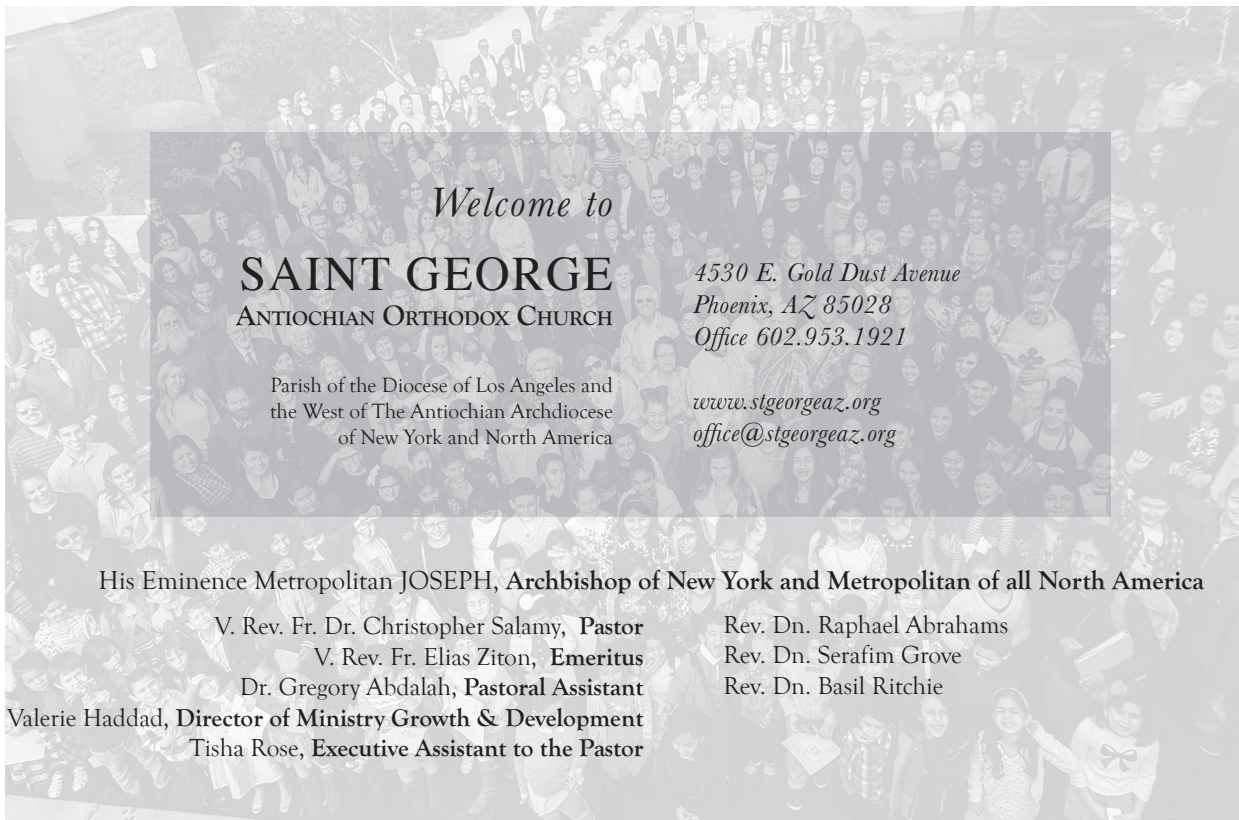 Welcome to
SAINT GEORGE
ANTIOCHIAN ORTHODOX CHURCH
Parish of the Diocese of Los Angeles and
the West of The Antiochian Archdiocese
of New York and North America
4530 E. Gold Dust Avenue
Phoenix, AZ 85028
Office 602.953.1921
www.stgeorgeaz.org
office@stgeorgeaz.org
His Eminence Metropolitan JOSEPH, Archbishop of New York and Metropolitan of all North America
V. Rev. Fr. Dr. Christopher Salamy, Pastor
V. Rev. Fr. Elias Ziton, Emeritus
Dr. Gregory Abdalah, Pastoral Assistant
Valerie Haddad, Director of Ministry Growth & Development
Tisha Rose, Executive Assistant to the Pastor
Rev. Dn. Raphael Abrahams
Rev. Dn. Serafim Grove
Rev. Dn. Basil Ritchie